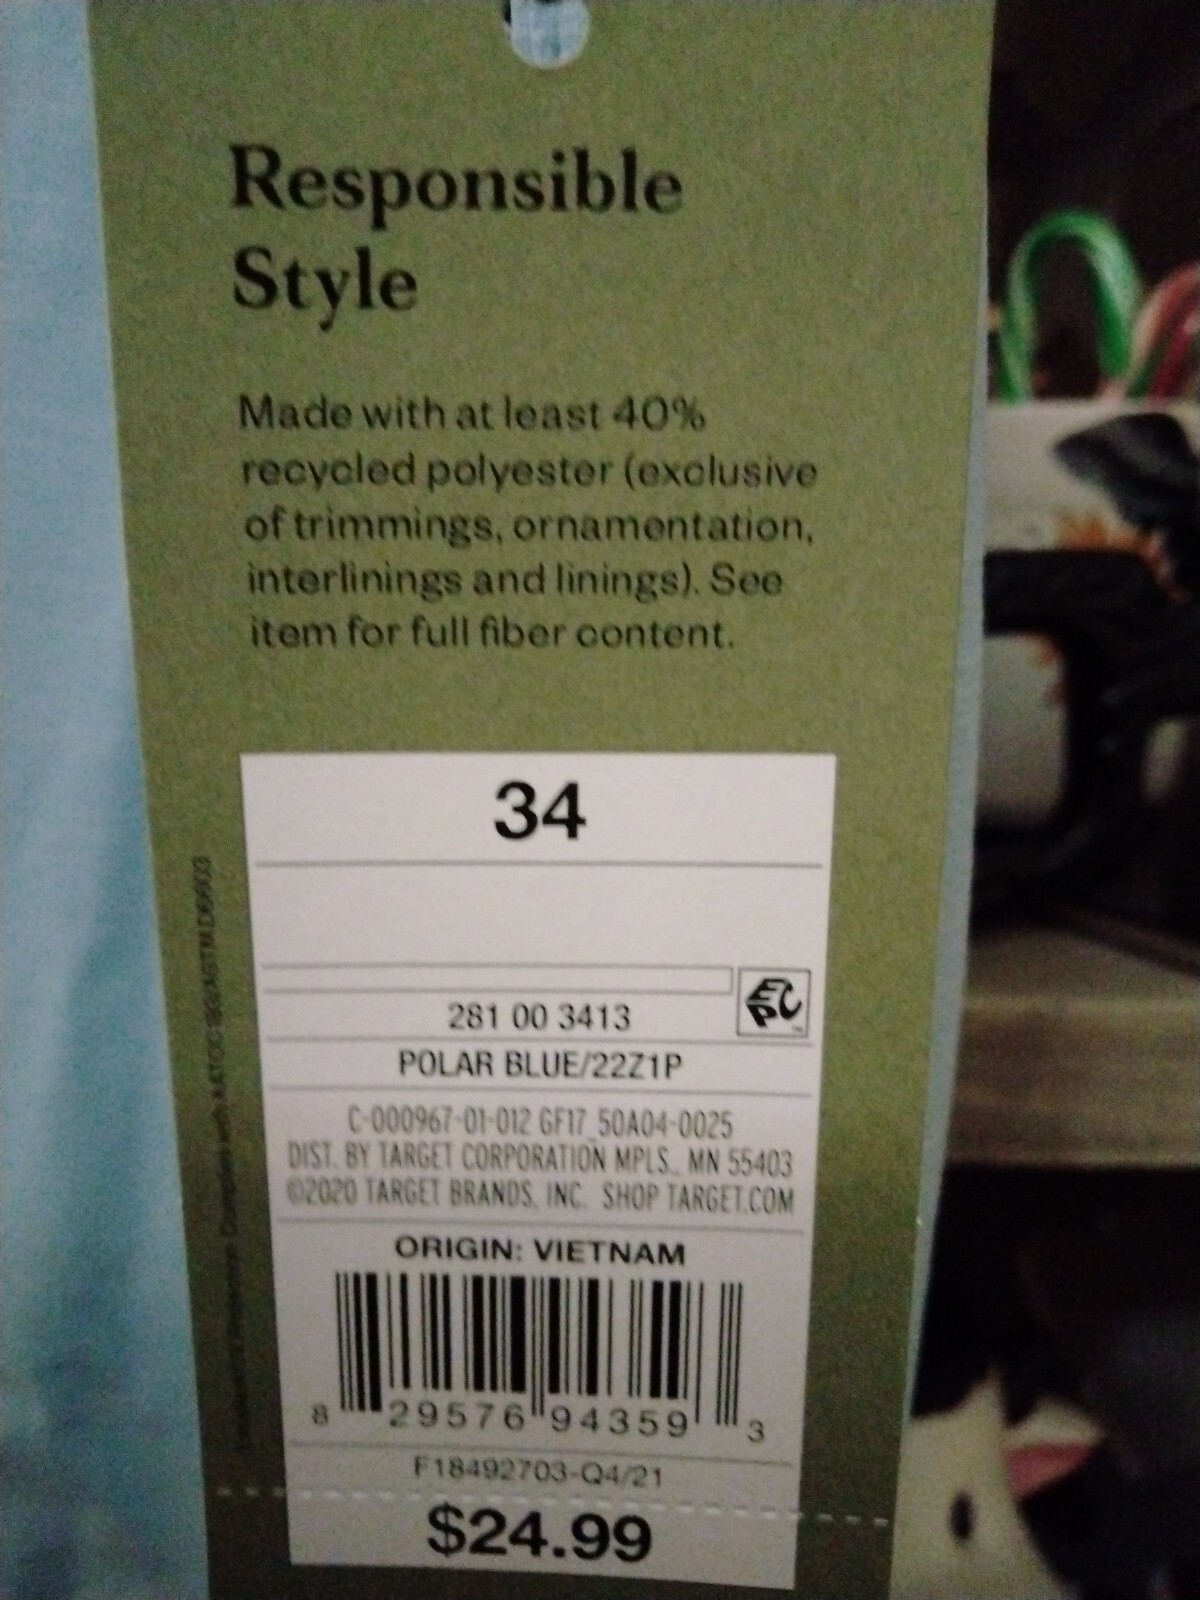 Responsible
Style
Made with at least 40%
recycled polyester (exclusive
of trimmings, ornamentation,
interlinings and linings). See
item for full fiber content.
34
281 00 3413
EPC
POLAR BLUE/22Z1P
C-000967-01-012 GF17_50A04-0025
DIST. BY TARGET CORPORATION MPLS., MN 55403
©2020 TARGET BRANDS, INC. SHOP TARGET.COM
ORIGIN: VIETNAM
8 29576 94359 3
F18492703-Q4/21
$24.99